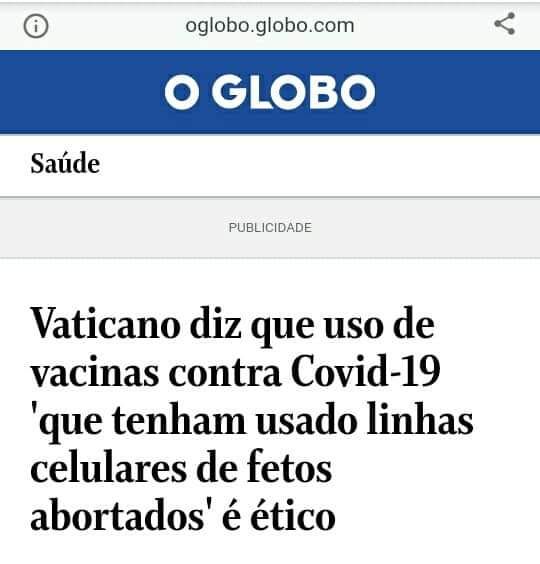 oglobo.globo.com
O GLOBO
Saúde
PUBLICIDADE
Vaticano diz que uso de
vacinas contra Covid-19
'que tenham usado linhas
celulares de fetos
abortados' é ético